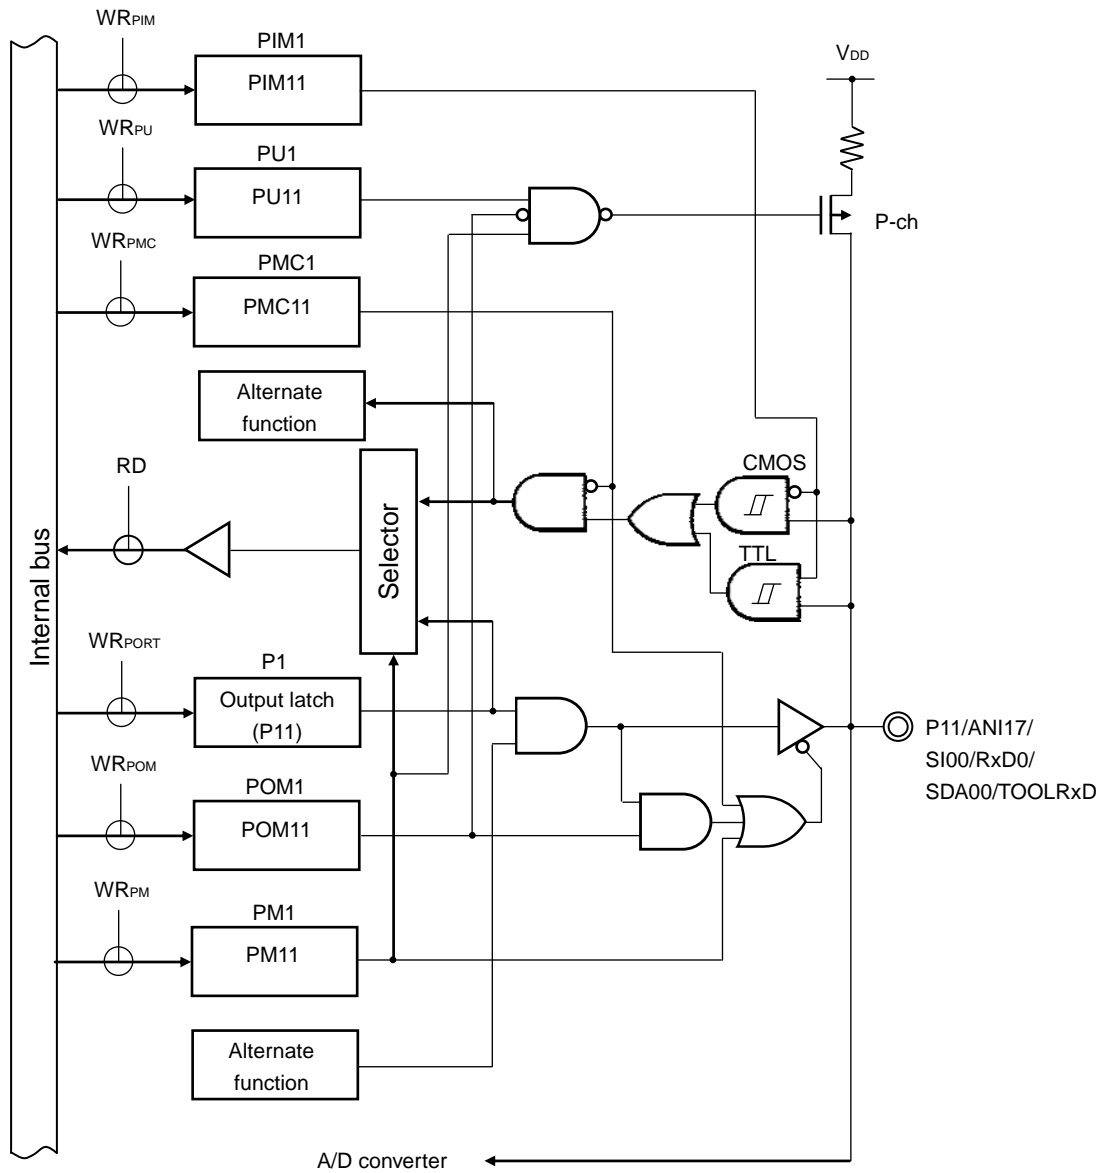 WRPIM
PIM1
PIM11
VDD
WRPU
PU1
PU11
P-ch
WRPMC
PMC1
PMC11
Alternate
function
CMOS
RD
Selector
TTL
Internal bus
WRPORT
P1
Output latch
(P11)
P11/ANI17/
SI00/RxD0/
SDA00/TOOLRxD
WRPOM
POM1
POM11
WRPM
PM1
PM11
Alternate
function
A/D converter